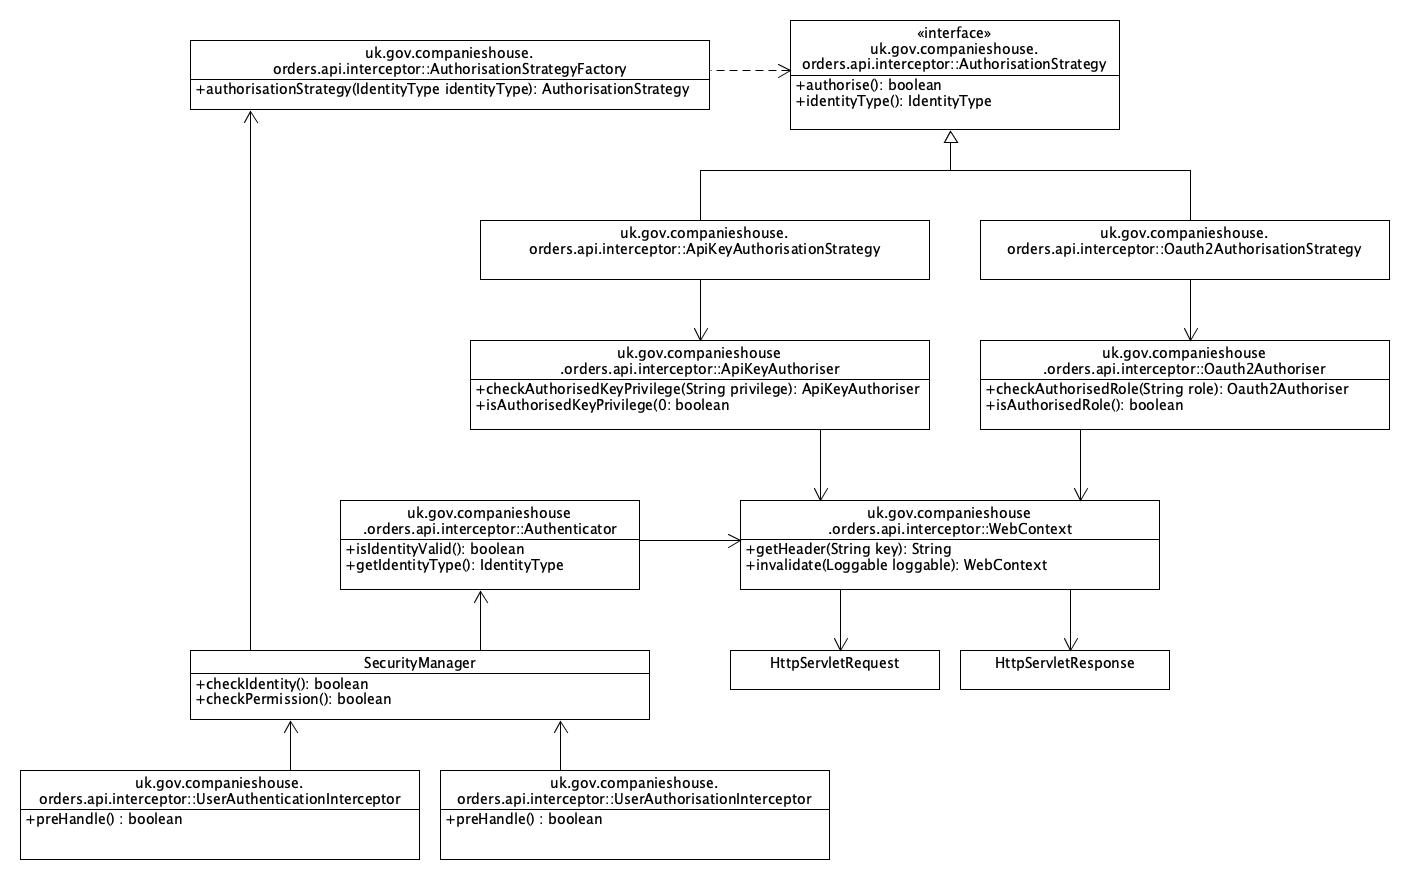 uk.gov.companieshouse.
orders.api.interceptor::AuthorisationStrategyFactory
+authorisationStrategy(IdentityType identityType): AuthorisationStrategy
«interface»
uk.gov.companieshouse.
orders.api.interceptor::AuthorisationStrategy
+authorise(): boolean
+identityType(): IdentityType
uk.gov.companieshouse.
orders.api.interceptor::ApiKeyAuthorisationStrategy
uk.gov.companieshouse.
orders.api.interceptor::Oauth2AuthorisationStrategy
uk.gov.companieshouse
.orders.api.interceptor::ApiKeyAuthoriser
+checkAuthorisedKeyPrivilege(String privilege): ApiKeyAuthoriser
+isAuthorisedKeyPrivilege(0: boolean
uk.gov.companieshouse
.orders.api.interceptor::Oauth2Authoriser
+checkAuthorisedRole(String role): Oauth2Authoriser
+isAuthorisedRole(): boolean
uk.gov.companieshouse
.orders.api.interceptor::Authenticator
+isIdentityValid(): boolean
+getIdentityType(): IdentityType
uk.gov.companieshouse
.orders.api.interceptor::WebContext
+getHeader(String key): String
+invalidate(Loggable loggable): WebContext
SecurityManager
+checkIdentity(): boolean
+checkPermission(): boolean
HttpServletRequest
HttpServletResponse
uk.gov.companieshouse.
orders.api.interceptor::UserAuthenticationInterceptor
+preHandle() : boolean
uk.gov.companieshouse.
orders.api.interceptor::UserAuthorisationInterceptor
+preHandle() : boolean